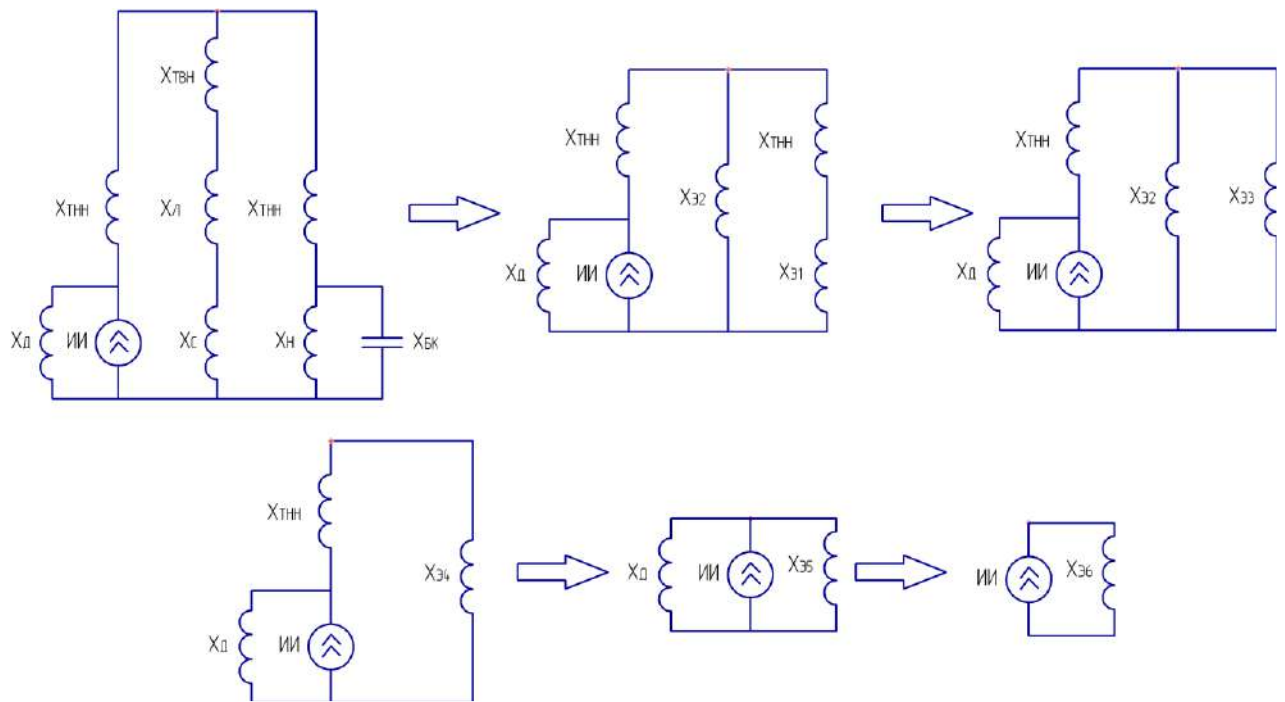 XТВН
XТНН
XЛ
XТНН
XД
ИИ
XС
XН
XБК
XТНН
XТНН
XЭ2
XД
ИИ
XЭ1
XТНН
XЭ2
XЭ3
XД
ИИ
XТНН
XЭ4
XД
ИИ
XД
ИИ
XЭ5
ИИ
XЭ6